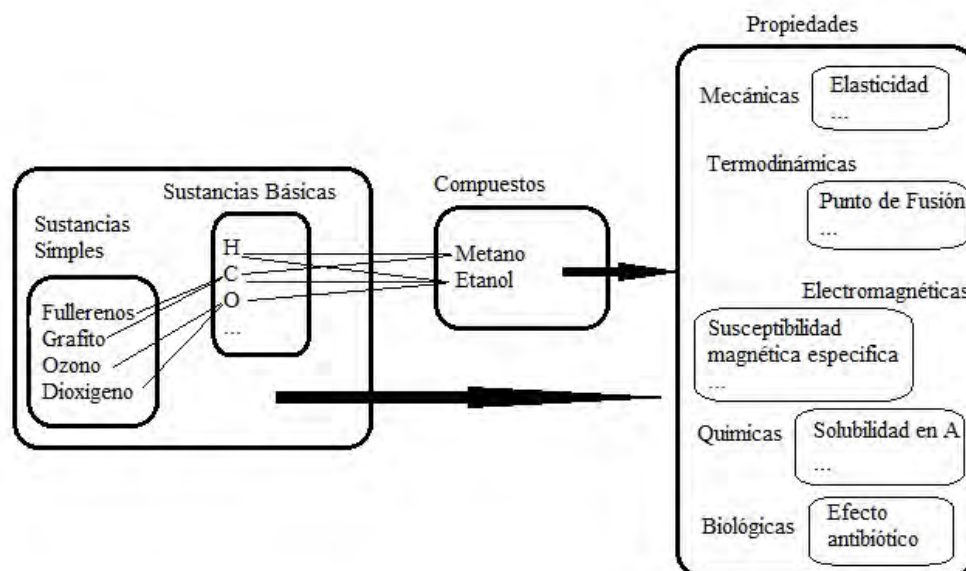 Propiedades
Mecánicas
Elasticidad
...
Termodinámicas
Punto de Fusión
...
Electromagnéticas
Susceptibilidad
magnética especifica
...
Quimicas
Solubilidad en A
...
Biológicas
Efecto
antibiótico
Compuestos
Metano
Etanol
Sustancias Básicas
H
C
O
...
Sustancias
Simples
Fullerenos
Grafito
Ozono
Dioxigeno